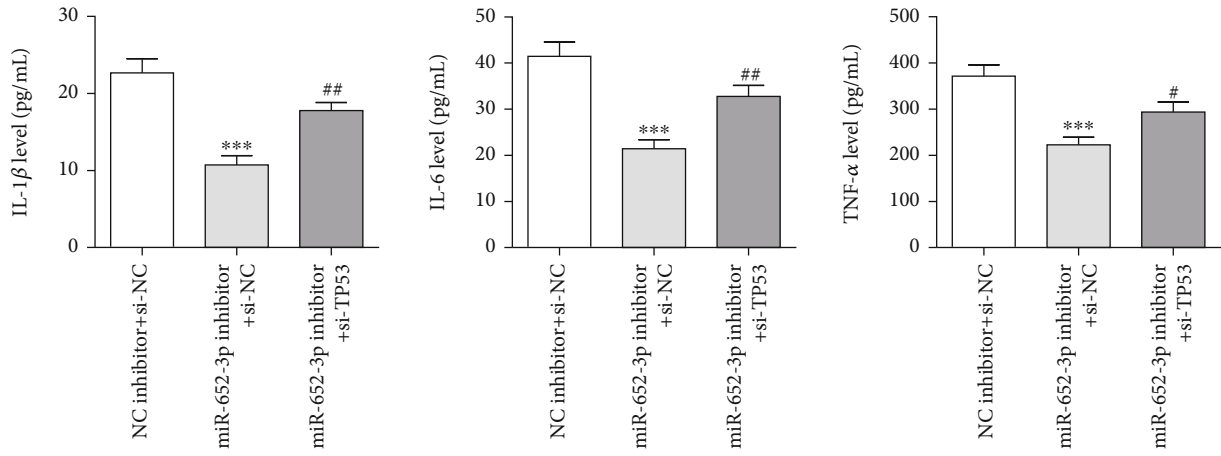 IL-1β level (pg/mL)
30
20
10
0
***
##
NC inhibitor+si-NC
miR-652-3p inhibitor
+si-NC
miR-652-3p inhibitor
+si-TP53
IL-6 level (pg/mL)
50
40
30
20
10
0
***
##
NC inhibitor+si-NC
miR-652-3p inhibitor
+si-NC
miR-652-3p inhibitor
+si-TP53
TNF-α level (pg/mL)
500
400
300
200
100
0
***
#
NC inhibitor+si-NC
miR-652-3p inhibitor
+si-NC
miR-652-3p inhibitor
+si-TP53